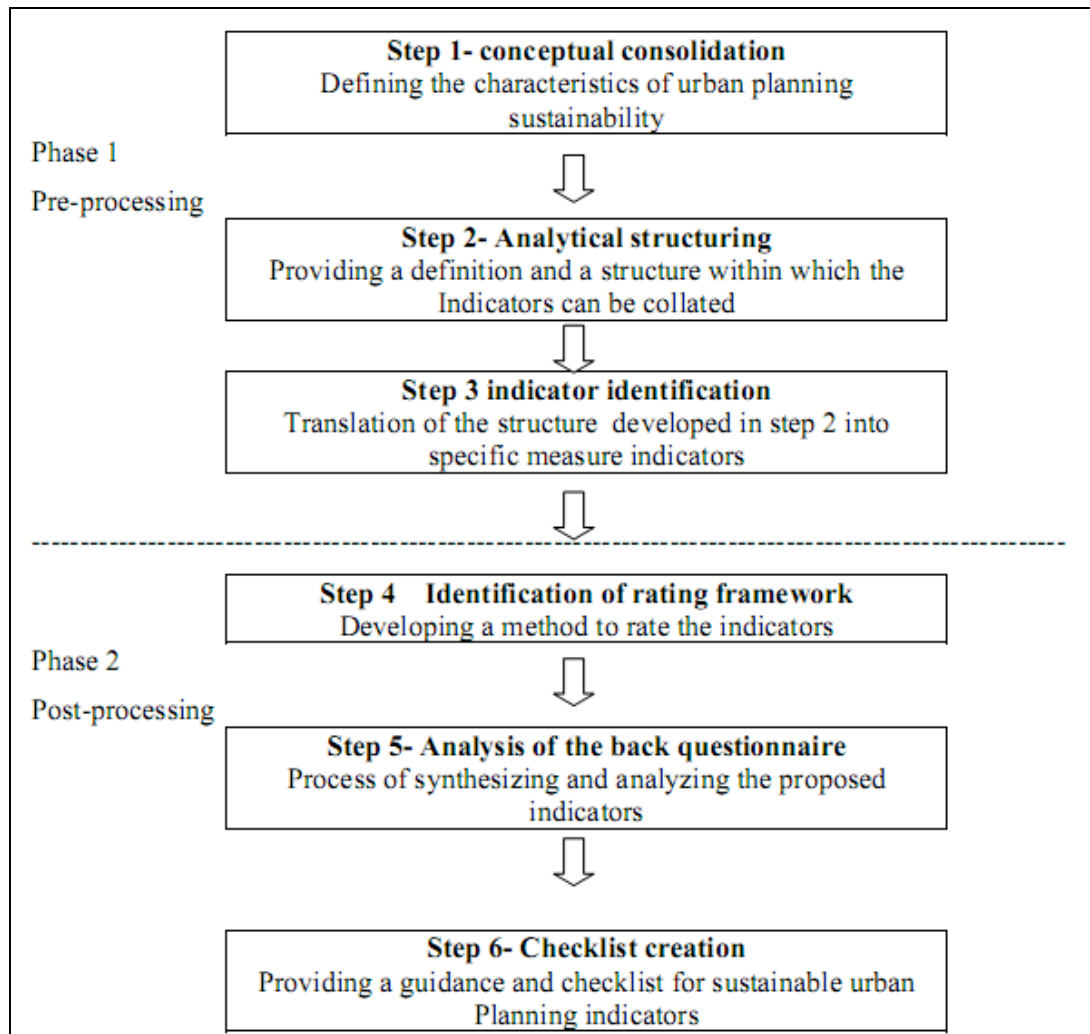 Step 1- conceptual consolidation
Defining the characteristics of urban planning
sustainability
Phase 1
Pre-processing
Step 2- Analytical structuring
Providing a definition and a structure within which the
Indicators can be collated
Step 3 indicator identification
Translation of the structure developed in step 2 into
specific measure indicators
Step 4 Identification of rating framework
Developing a method to rate the indicators
Phase 2
Post-processing
Step 5- Analysis of the back questionnaire
Process of synthesizing and analyzing the proposed
indicators
Step 6- Checklist creation
Providing a guidance and checklist for sustainable urban
Planning indicators